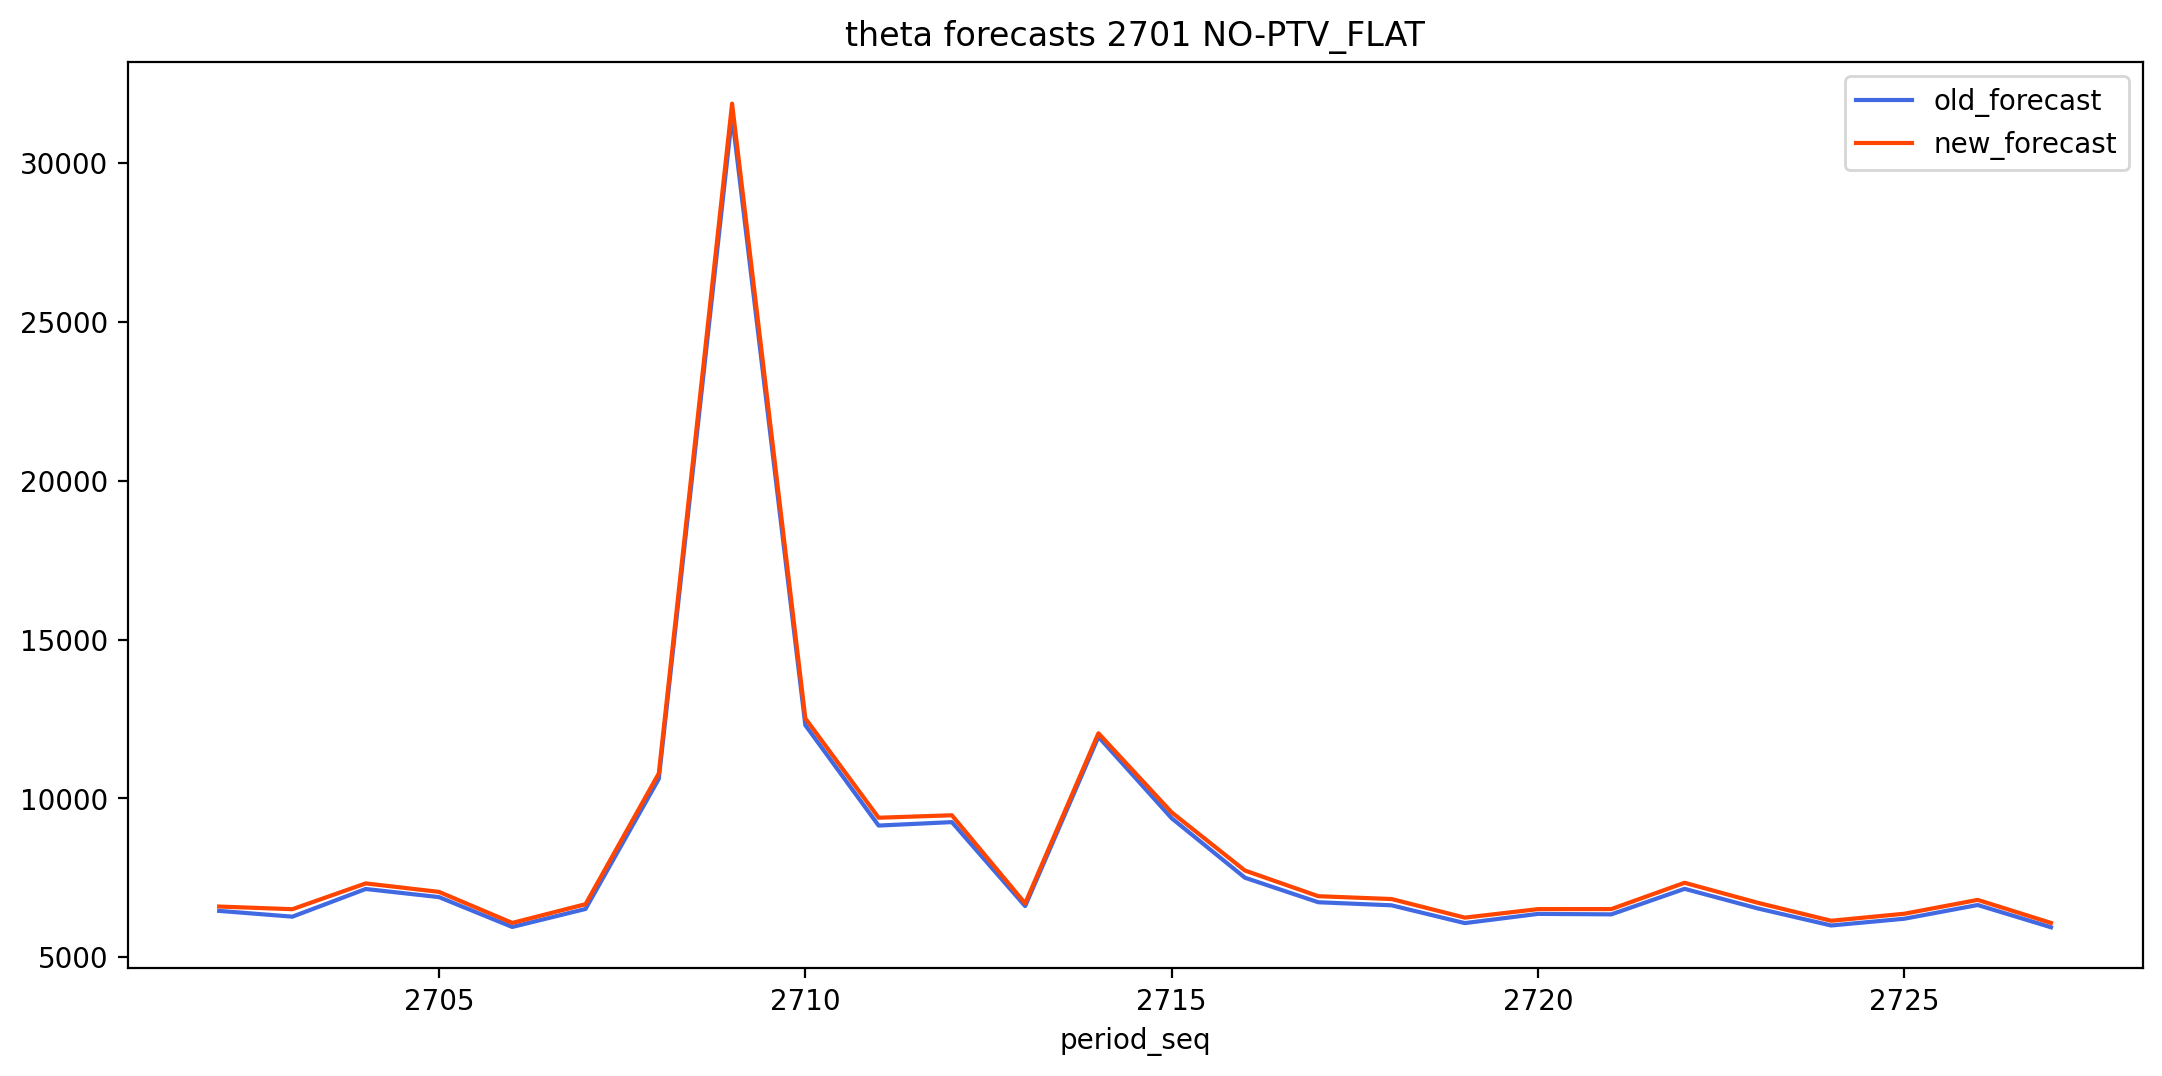 theta forecasts 2701 NO-PTV_FLAT
old_forecast
new_forecast
30000
25000
20000
15000
10000
5000
2705 2710 2715 2720 2725
period_seq